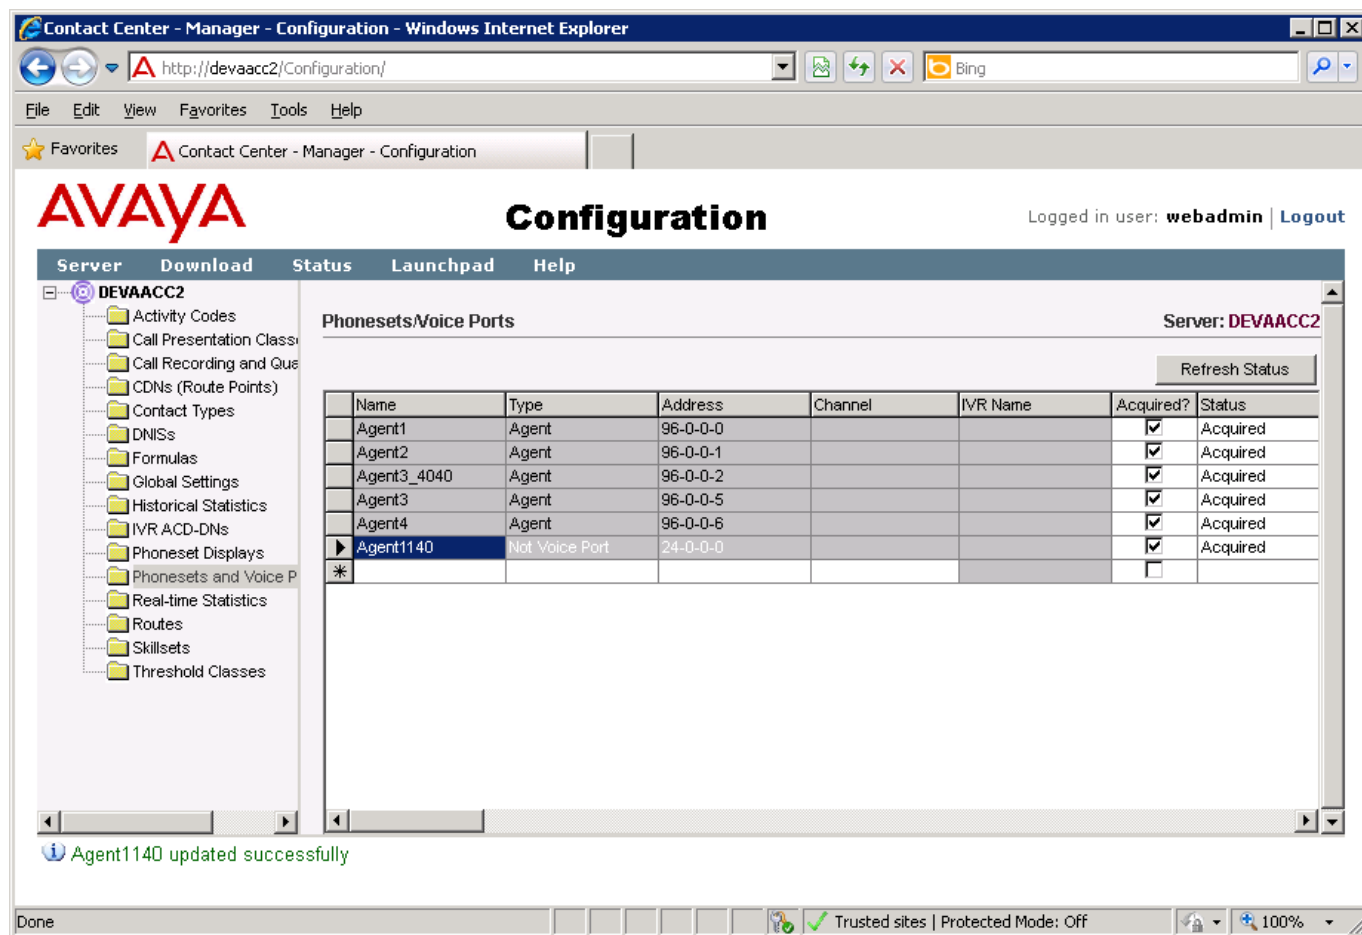 Contact Center - Manager - Configuration - Windows Internet Explorer
http://devaacc2/Configuration/
Bing
File Edit View Favorites Tools Help
Favorites
Contact Center - Manager - Configuration
AVAYA
Configuration
Logged in user: webadmin | Logout
Server Download Status Launchpad Help
DEVAACC2
Activity Codes
Call Presentation Class
Call Recording and Qua
CDNs (Route Points)
Contact Types
DNISs
Formulas
Global Settings
Historical Statistics
IVR ACD-DNs
Phoneset Displays
Phonesets and Voice P
Real-time Statistics
Routes
Skillsets
Threshold Classes
Phonesets/Voice Ports
Server: DEVAACC2
Refresh Status
Name Type Address Channel IVR Name Acquired? Status
Agent1 Agent 96-0-0-0 Acquired
Agent2 Agent 96-0-0-1 Acquired
Agent3_4040 Agent 96-0-0-2 Acquired
Agent3 Agent 96-0-0-5 Acquired
Agent4 Agent 96-0-0-6 Acquired
Agent1140 Not Voice Port 24-0-0-0 Acquired
Agent1140 updated successfully
Done
Trusted sites | Protected Mode: Off
100%